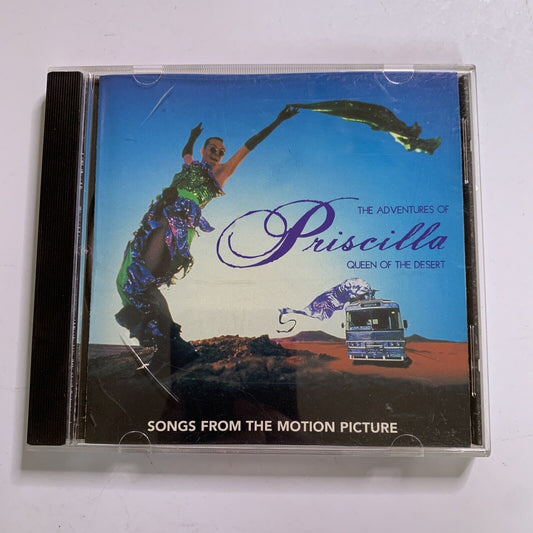 THE ADVENTURES OF
Priscilla
QUEEN OF THE DESERT
SONGS FROM THE MOTION PICTURE